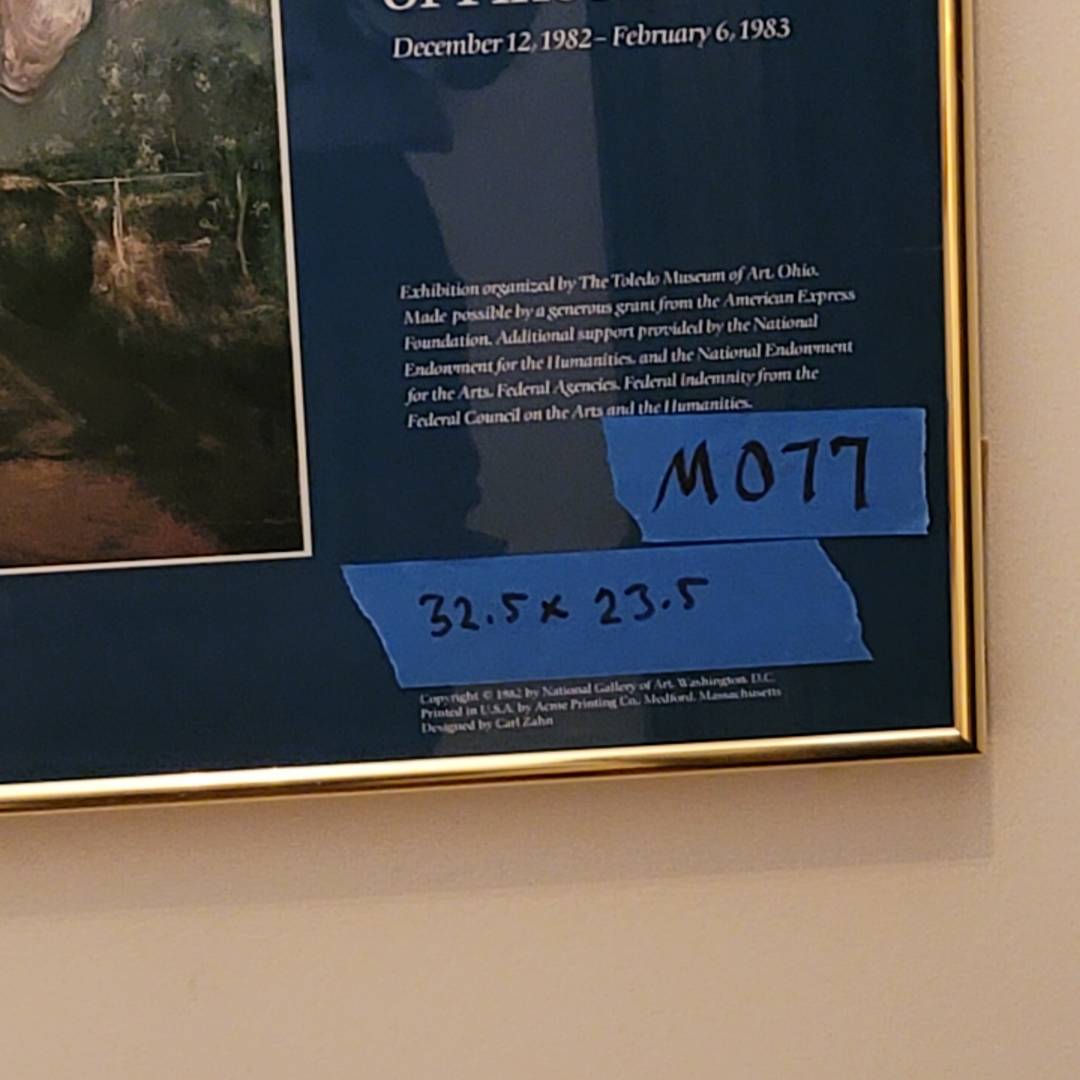 December 12, 1982 – February 6, 1983
Exhibition organized by The Toledo Museum of Art, Ohio.
Made possible by a generous grant from the American Express
Foundation. Additional support provided by the National
Endowment for the Humanities, and the National Endowment
for the Arts, Federal Agencies. Federal indemnity from the
Federal Council on the Arts and the Humanities.
M077
32.5 x 23.5
Copyright © 1982 by National Gallery of Art, Washington, D.C.
Printed in U.S.A. by Acme Printing Co., Medford, Massachusetts
Designed by Carl Zahn